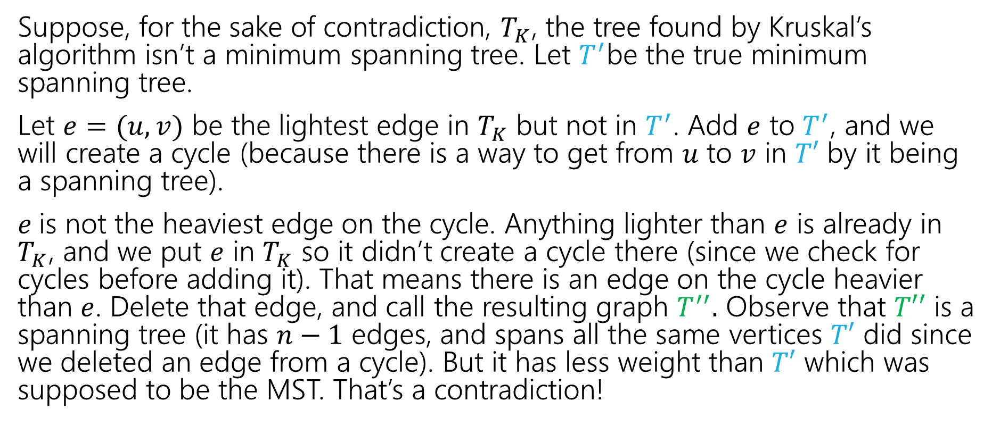 Suppose, for the sake of contradiction, T_K, the tree found by Kruskal’s
algorithm isn’t a minimum spanning tree. Let T′ be the true minimum
spanning tree.
Let e = (u, v) be the lightest edge in T_K but not in T′. Add e to T′, and we
will create a cycle (because there is a way to get from u to v in T′ by it being
a spanning tree).
e is not the heaviest edge on the cycle. Anything lighter than e is already in
T_K, and we put e in T_K so it didn’t create a cycle there (since we check for
cycles before adding it). That means there is an edge on the cycle heavier
than e. Delete that edge, and call the resulting graph T′′. Observe that T′′ is a
spanning tree (it has n − 1 edges, and spans all the same vertices T′ did since
we deleted an edge from a cycle). But it has less weight than T′ which was
supposed to be the MST. That’s a contradiction!